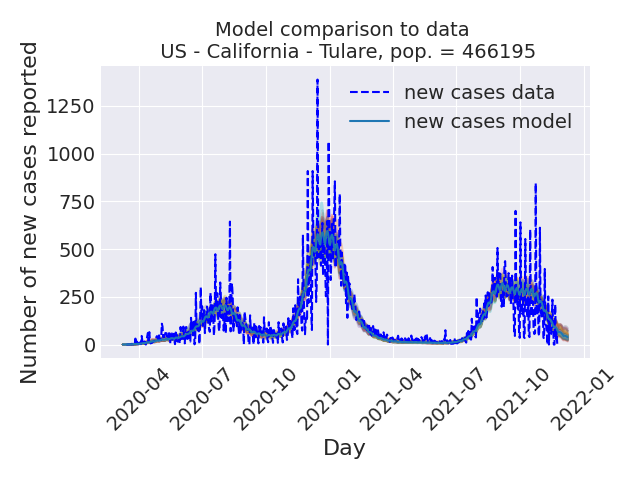 Model comparison to data
US - California - Tulare, pop. = 466195
Number of new cases reported
1250
1000
750
500
250
0
new cases data
new cases model
2020-04
2020-07
2020-10
2021-01
2021-04
2021-07
2021-10
2022-01
Day